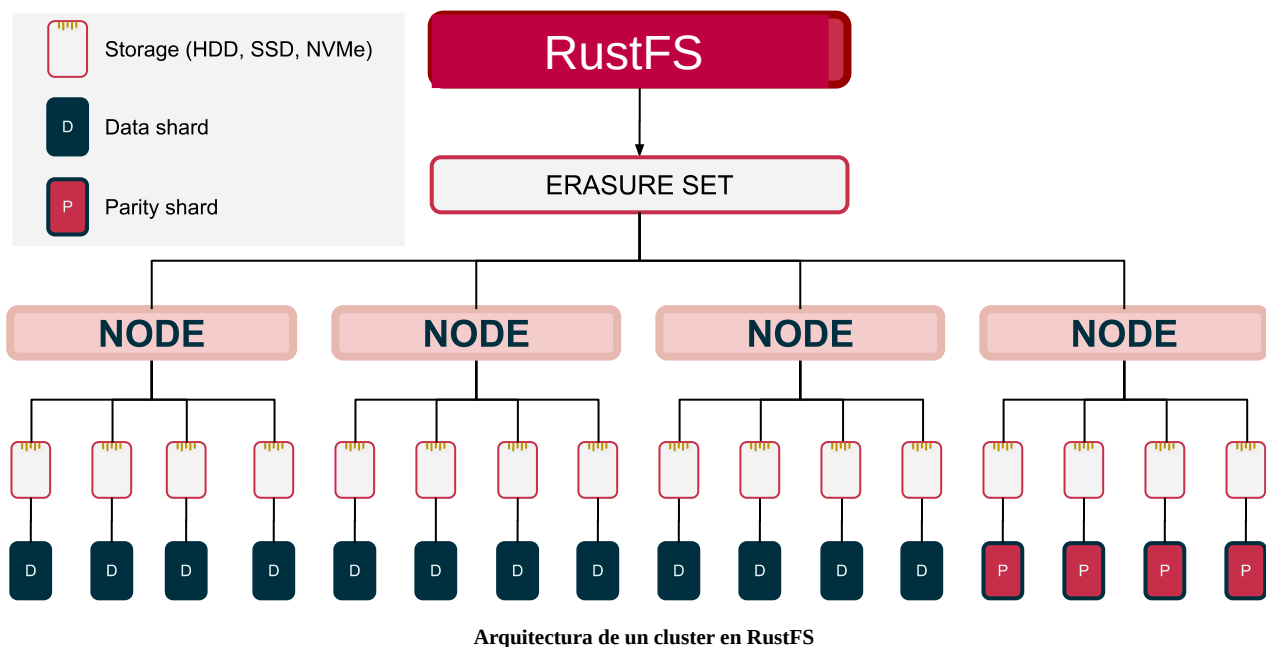 RustFS
Storage (HDD, SSD, NVMe)
D
Data shard
P
Parity shard
ERASURE SET
NODE NODE NODE NODE
D D D D D D D D D D D D P P P P
Arquitectura de un cluster en RustFS